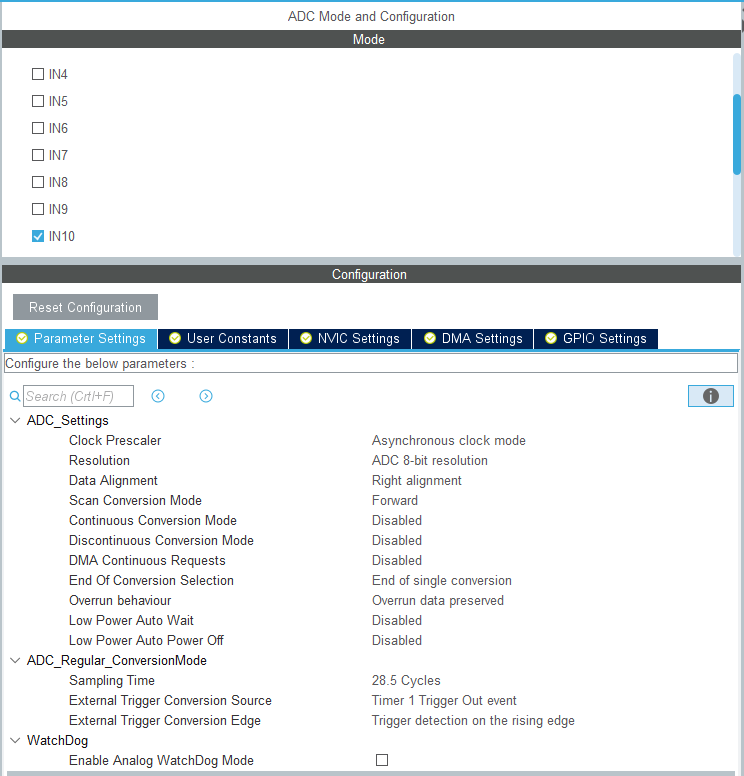 ADC Mode and Configuration
Mode
IN4
IN5
IN6
IN7
IN8
IN9
IN10
Configuration
Reset Configuration
Parameter Settings User Constants NVIC Settings DMA Settings GPIO Settings
Configure the below parameters :
Search (Crtl+F)
ADC_Settings
Clock Prescaler Asynchronous clock mode
Resolution ADC 8-bit resolution
Data Alignment Right alignment
Scan Conversion Mode Forward
Continuous Conversion Mode Disabled
Discontinuous Conversion Mode Disabled
DMA Continuous Requests Disabled
End Of Conversion Selection End of single conversion
Overrun behaviour Overrun data preserved
Low Power Auto Wait Disabled
Low Power Auto Power Off Disabled
ADC_Regular_ConversionMode
Sampling Time 28.5 Cycles
External Trigger Conversion Source Timer 1 Trigger Out event
External Trigger Conversion Edge Trigger detection on the rising edge
WatchDog
Enable Analog WatchDog Mode